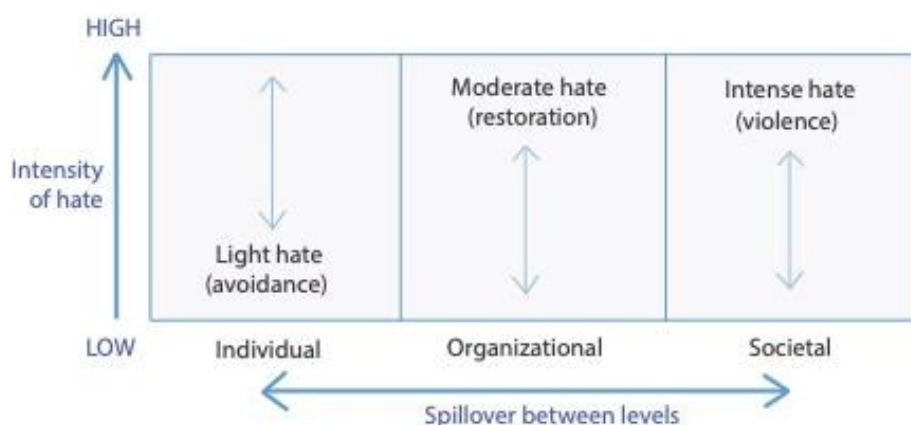 HIGH
Moderate hate
(restoration)
Intense hate
(violence)
Intensity
of hate
Light hate
(avoidance)
LOW
Individual
Organizational
Societal
Spillover between levels